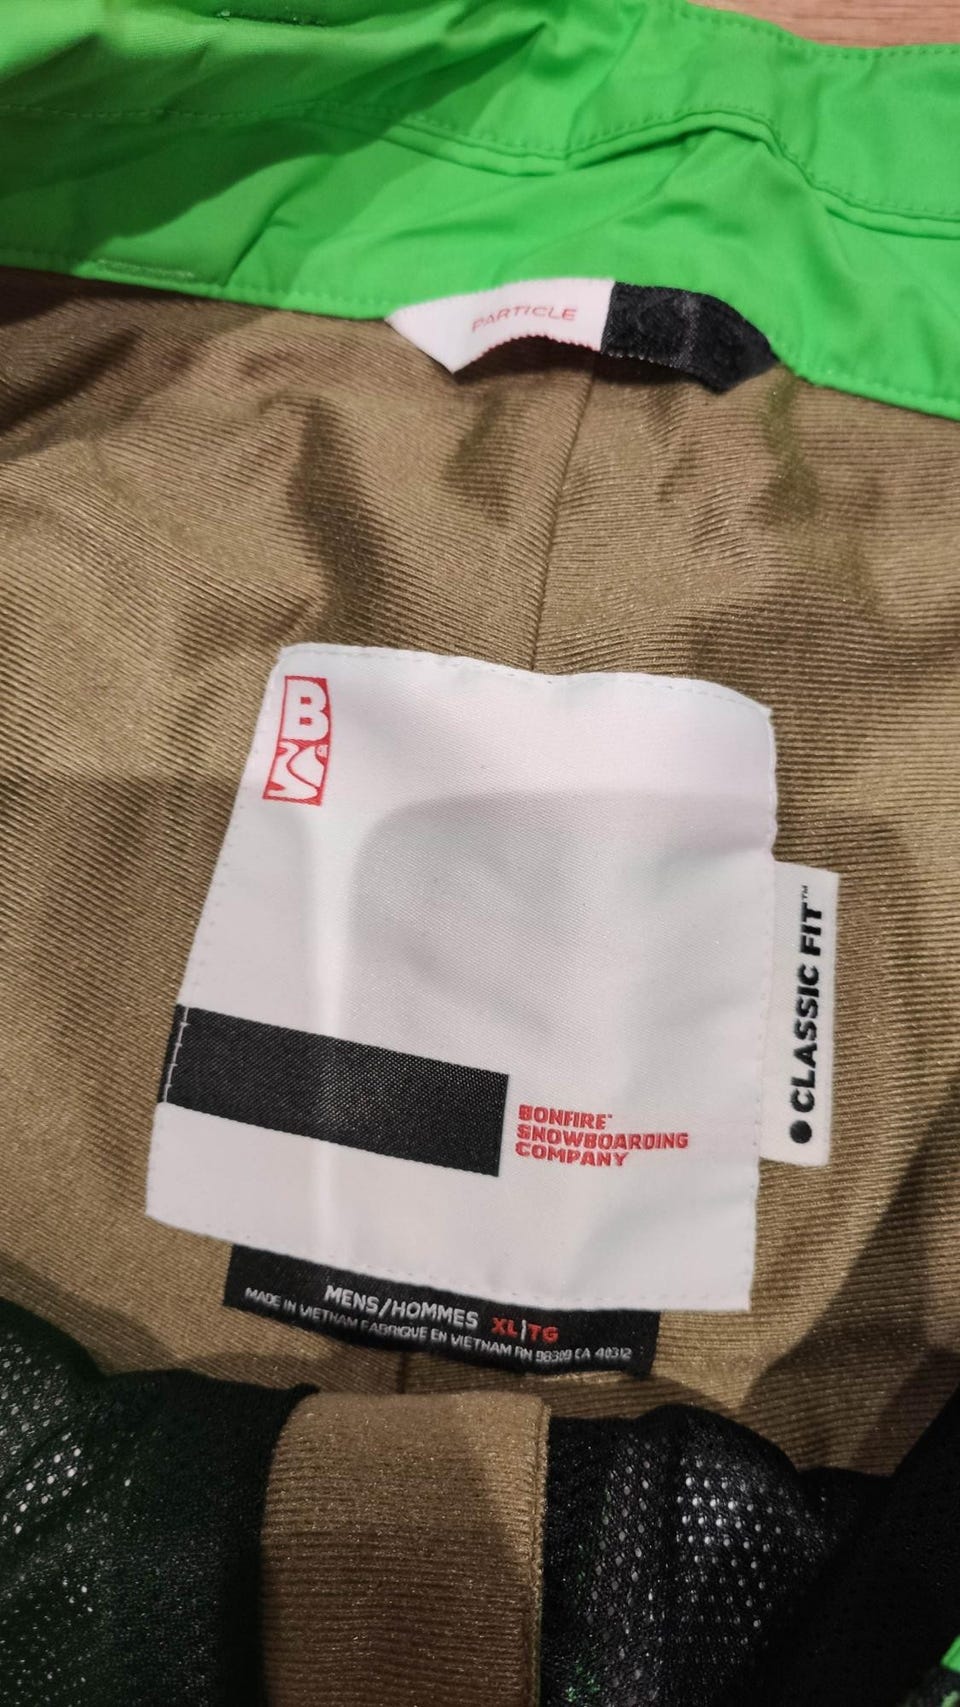 PARTICLE
B
CLASSIC FIT™
BONFIRE
SNOWBOARDING
COMPANY
MENS/HOMMES XL|TG
MADE IN VIETNAM FABRIQUE EN VIETNAM RN 98309 CA 40312